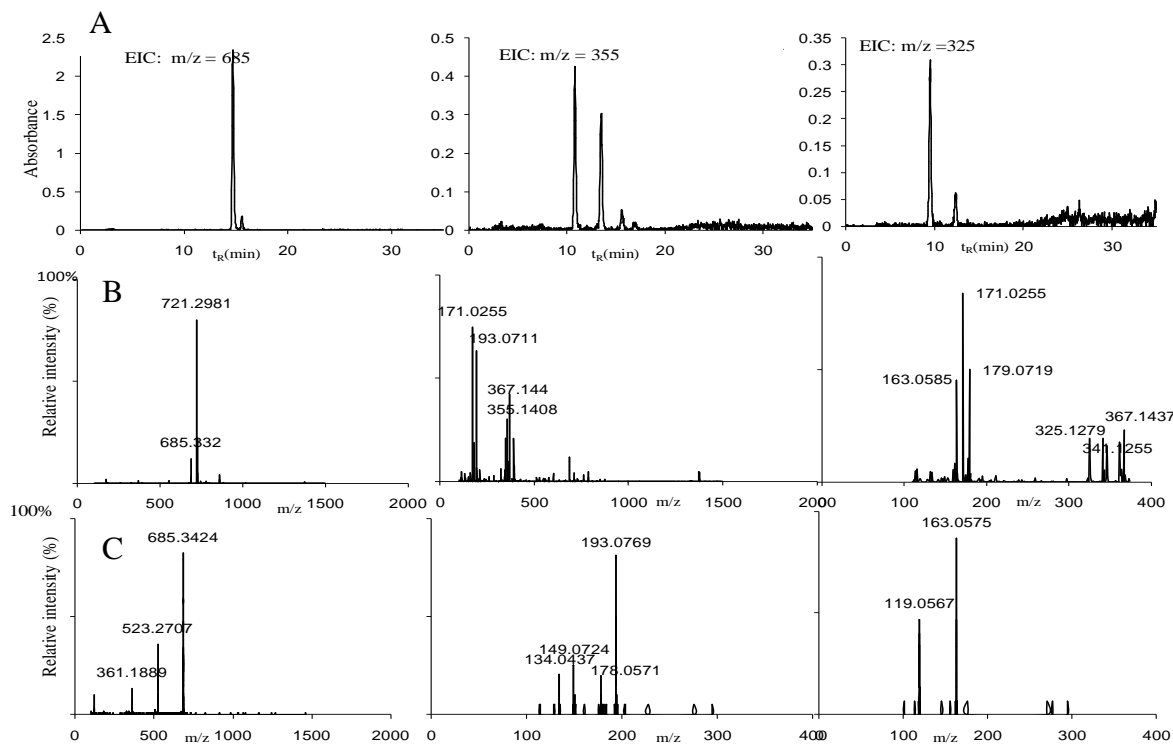 A
EIC: m/z = 685
EIC: m/z = 355
EIC: m/z =325
Absorbance
2.5
2
1.5
1
0.5
0
0 10 20 30
tR(min)
0.5
0.4
0.3
0.2
0.1
0
0 10 20 30
tR(min)
0.35
0.3
0.25
0.2
0.15
0.1
0.05
0
0 10 20 30
tR(min)
B
Relative intensity (%)
100%
721.2981
685.332
0 500 1000 1500 2000
m/z
171.0255
193.0711
367.144
355.1408
0 500 1000 1500 2000
m/z
171.0255
163.0585
179.0719
367.1437
325.1279
341.1255
0 100 200 300 400
m/z
C
Relative intensity (%)
100%
685.3424
523.2707
361.1889
0 500 1000 1500 2000
m/z
193.0769
149.0724
134.0437
178.0571
0 100 200 300 400
m/z
163.0575
119.0567
0 100 200 300 400
m/z